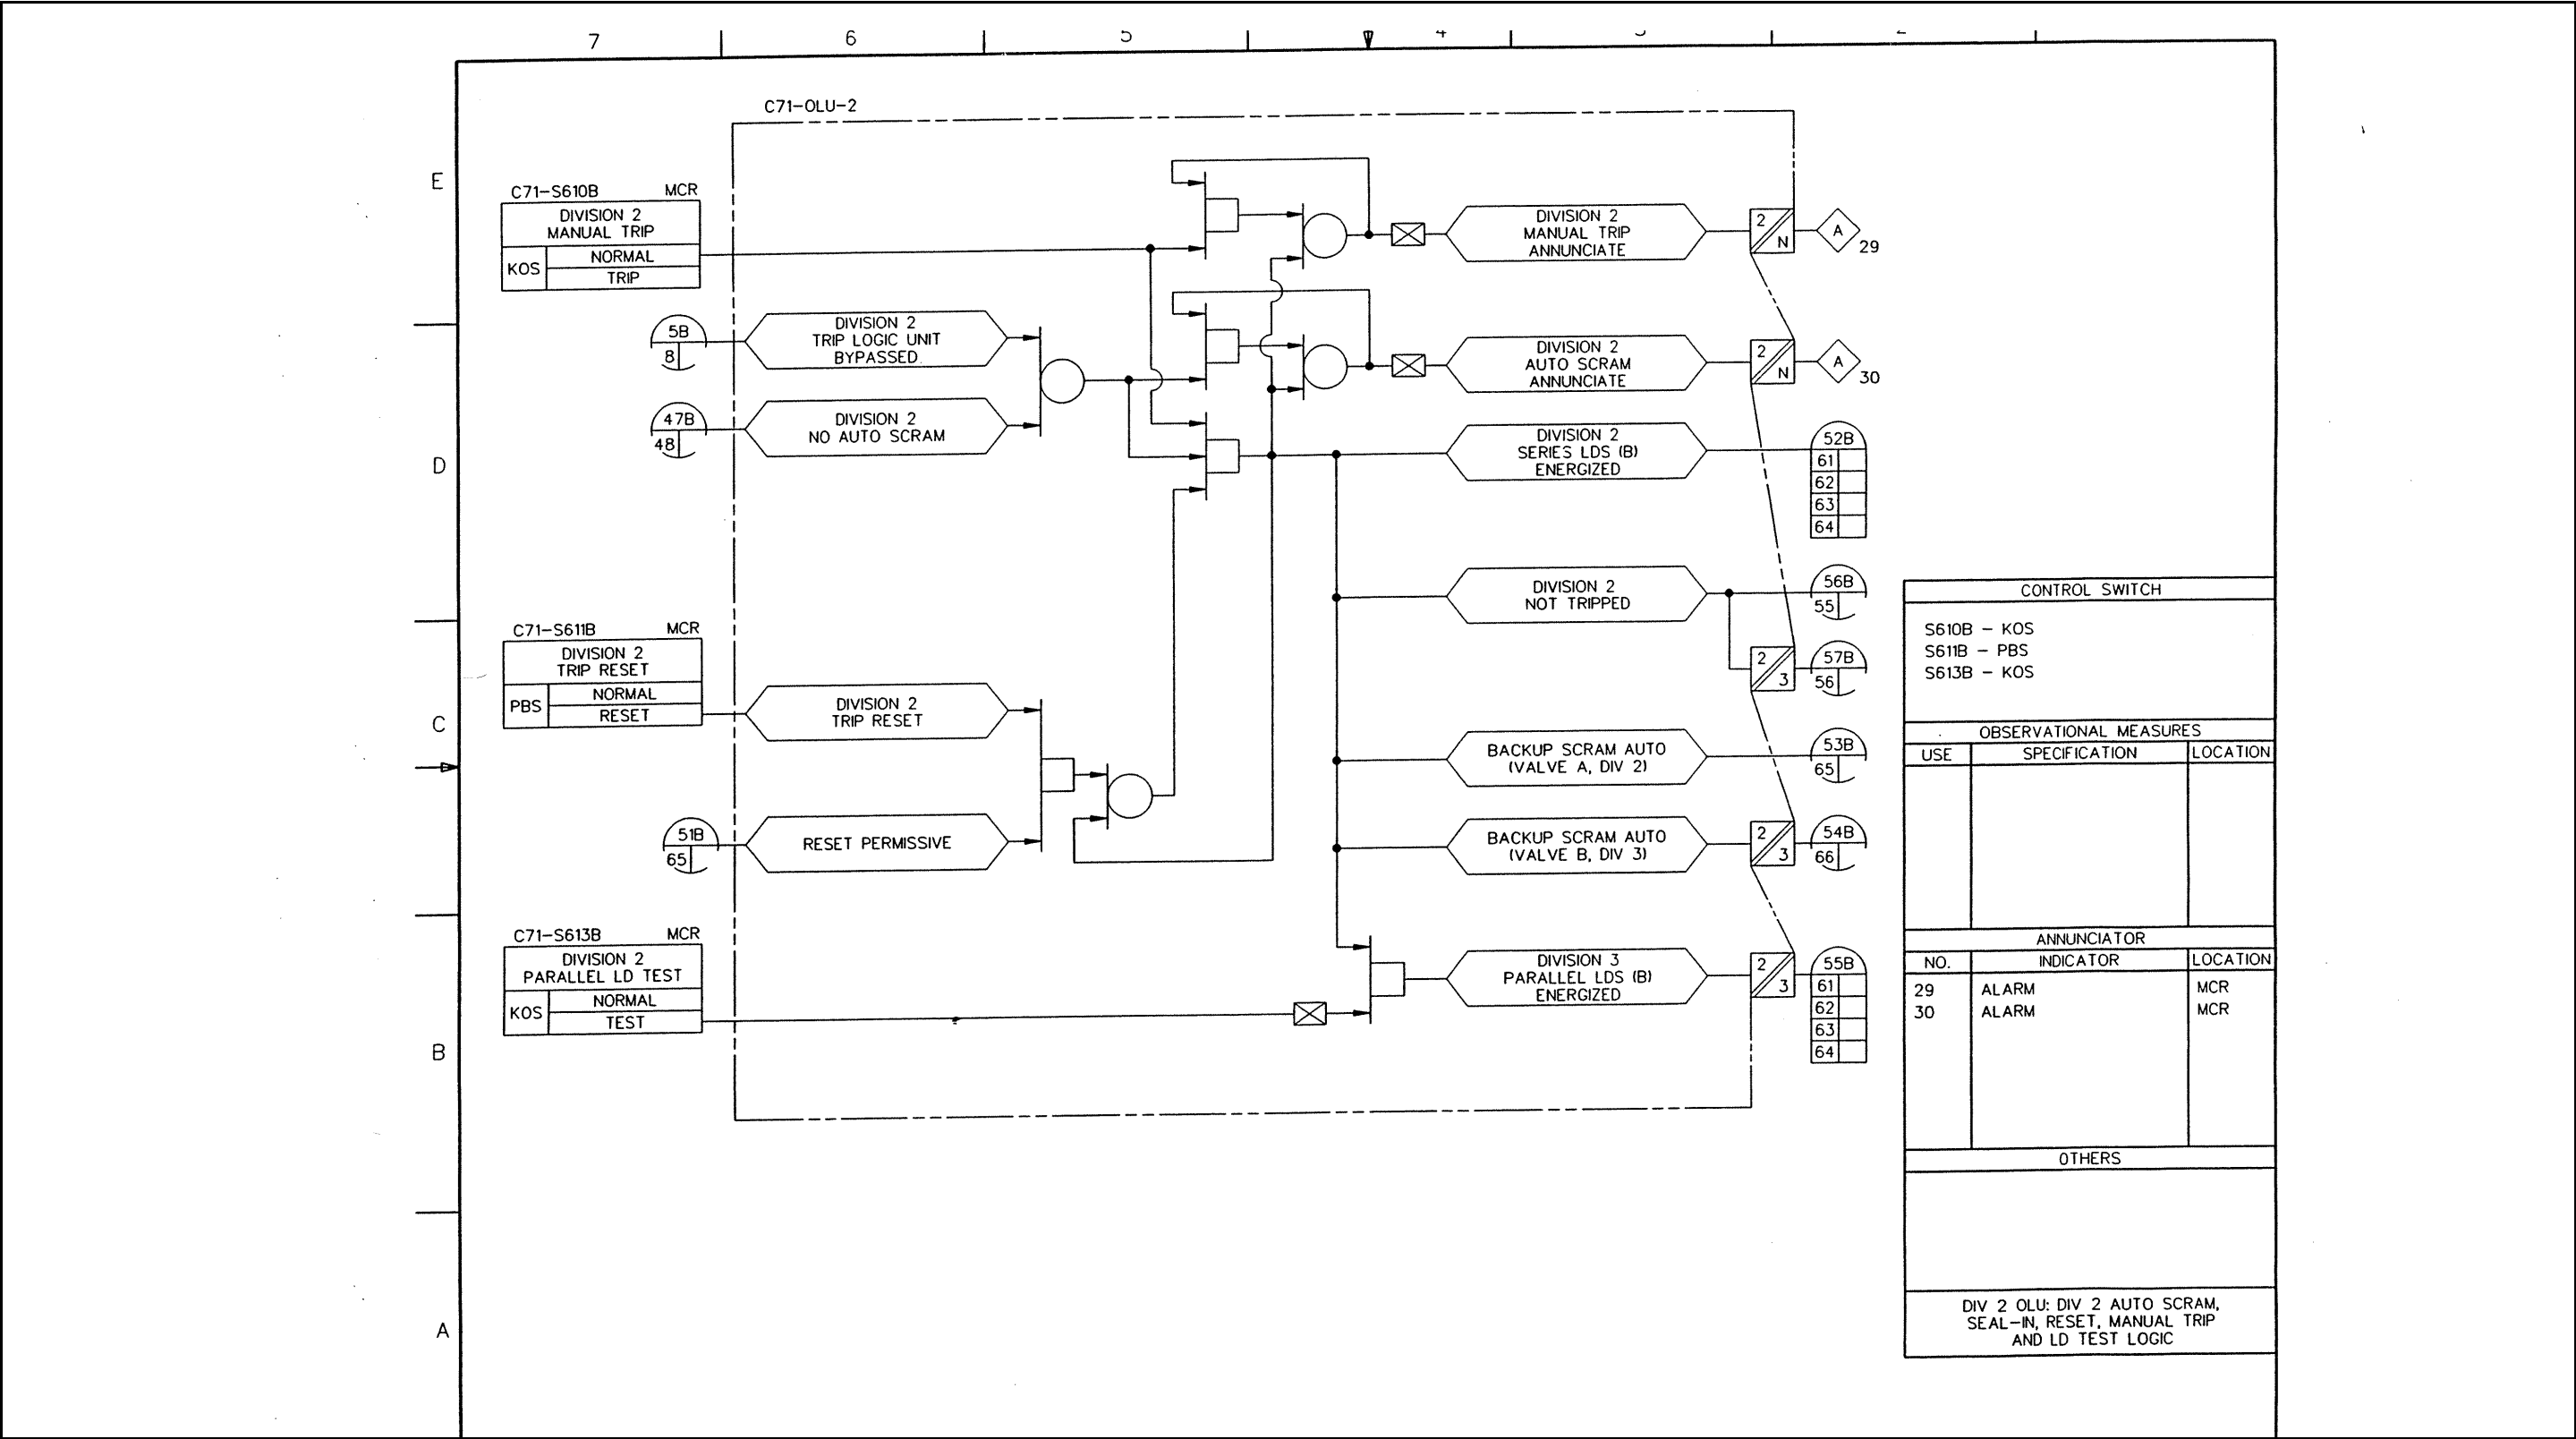 7
6
5
4
C71-OLU-2
E
D
C
B
A
C71-S610B MCR
DIVISION 2
MANUAL TRIP
KOS
NORMAL
TRIP
5B
8
DIVISION 2
TRIP LOGIC UNIT
BYPASSED
47B
48
DIVISION 2
NO AUTO SCRAM
C71-S611B MCR
DIVISION 2
TRIP RESET
PBS
NORMAL
RESET
DIVISION 2
TRIP RESET
51B
65
RESET PERMISSIVE
C71-S613B MCR
DIVISION 2
PARALLEL LD TEST
KOS
NORMAL
TEST
DIVISION 2
MANUAL TRIP
ANNUNCIATE
2
N
A
29
DIVISION 2
AUTO SCRAM
ANNUNCIATE
2
N
A
30
DIVISION 2
SERIES LDS (B)
ENERGIZED
52B
61
62
63
64
DIVISION 2
NOT TRIPPED
56B
55
2
3
57B
56
BACKUP SCRAM AUTO
(VALVE A, DIV 2)
53B
65
BACKUP SCRAM AUTO
(VALVE B, DIV 3)
2
3
54B
66
DIVISION 3
PARALLEL LDS (B)
ENERGIZED
2
3
55B
61
62
63
64
CONTROL SWITCH
S610B - KOS
S611B - PBS
S613B - KOS
OBSERVATIONAL MEASURES
USE SPECIFICATION LOCATION
ANNUNCIATOR
NO. INDICATOR LOCATION
29 ALARM MCR
30 ALARM MCR
OTHERS
DIV 2 OLU: DIV 2 AUTO SCRAM,
SEAL-IN, RESET, MANUAL TRIP
AND LD TEST LOGIC